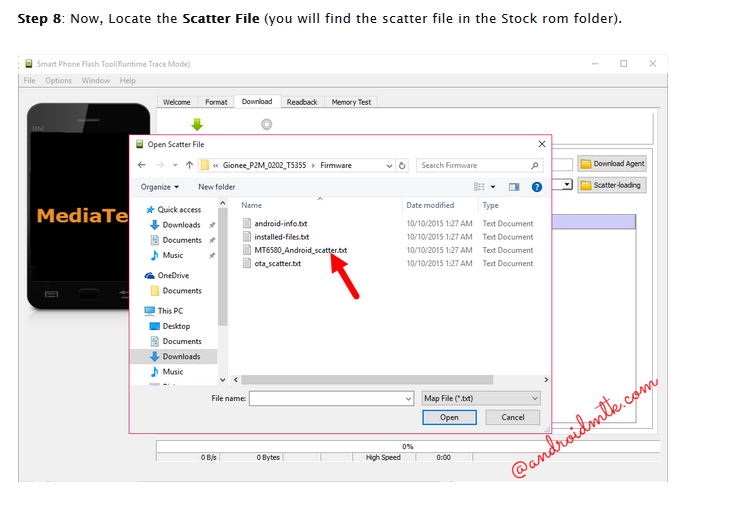 Step 8: Now, Locate the Scatter File (you will find the scatter file in the Stock rom folder).
Smart Phone Flash Tool(Runtime Trace Mode)
File Options Window Help
Welcome Format Download Readback Memory Test
BM
Open Scatter File
« Gionee_P2M_0202_T5355 > Firmware
Search Firmware
Download Agent
Organize New folder
Scatter-loading
Name Date modified Type
Quick access
Downloads
Documents
Music
OneDrive
Documents
This PC
Desktop
Documents
Downloads
Music
android-info.txt 10/10/2015 1:27 AM Text Document
installed-files.txt 10/10/2015 1:27 AM Text Document
MT6580_Android_scatter.txt 10/10/2015 1:27 AM Text Document
ota_scatter.txt 10/10/2015 1:27 AM Text Document
MediaTe
File name:
Map File (*.txt)
Open Cancel
0%
0 B/s 0 Bytes High Speed 0:00
@androidmtk.com